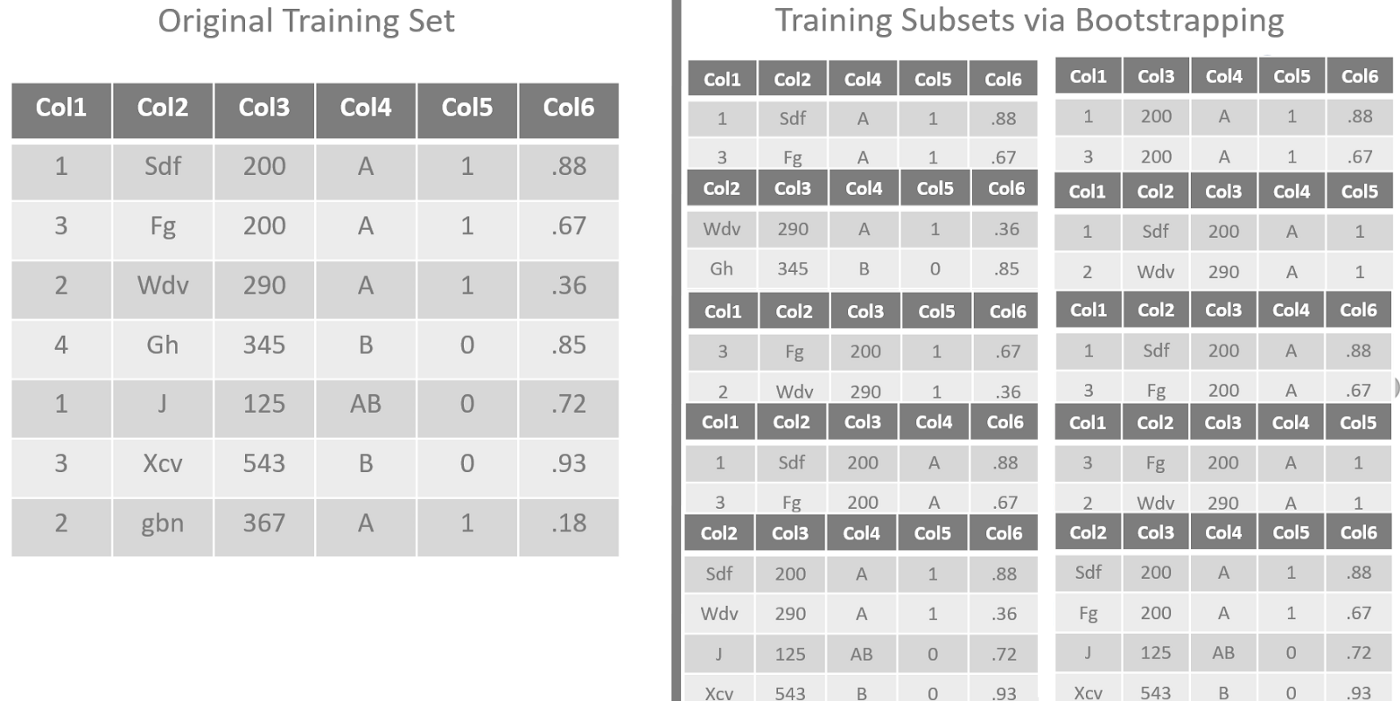 Original Training Set
Col1 Col2 Col3 Col4 Col5 Col6
1 Sdf 200 A 1 .88
3 Fg 200 A 1 .67
2 Wdv 290 A 1 .36
4 Gh 345 B 0 .85
1 J 125 AB 0 .72
3 Xcv 543 B 0 .93
2 gbn 367 A 1 .18
Training Subsets via Bootstrapping
Col1 Col2 Col4 Col5 Col6
1 Sdf A 1 .88
3 Fg A 1 .67
Col2 Col3 Col4 Col5 Col6
Wdv 290 A 1 .36
Gh 345 B 0 .85
Col1 Col2 Col3 Col5 Col6
3 Fg 200 1 .67
2 Wdv 290 1 .36
Col1 Col2 Col3 Col4 Col6
1 Sdf 200 A .88
3 Fg 200 A .67
Col2 Col3 Col4 Col5 Col6
Sdf 200 A 1 .88
Wdv 290 A 1 .36
J 125 AB 0 .72
Xcv 543 B 0 .93
Col1 Col3 Col4 Col5 Col6
1 200 A 1 .88
3 200 A 1 .67
Col1 Col2 Col3 Col4 Col5
1 Sdf 200 A 1
2 Wdv 290 A 1
Col1 Col2 Col3 Col4 Col6
1 Sdf 200 A .88
3 Fg 200 A .67
)
Col1 Col2 Col3 Col4 Col5
3 Fg 200 A 1
2 Wdv 290 A 1
Col2 Col3 Col4 Col5 Col6
Sdf 200 A 1 .88
Fg 200 A 1 .67
J 125 AB 0 .72
Xcv 543 B 0 .93